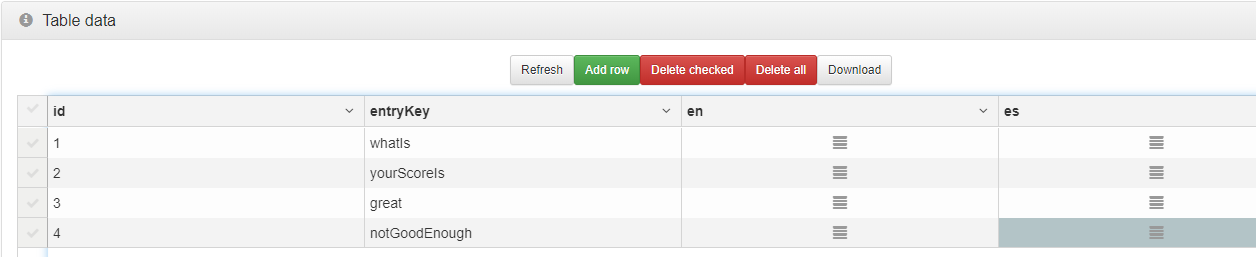 Table data
Refresh Add row Delete checked Delete all Download
id entryKey en es
1 whatIs
2 yourScoreIs
3 great
4 notGoodEnough